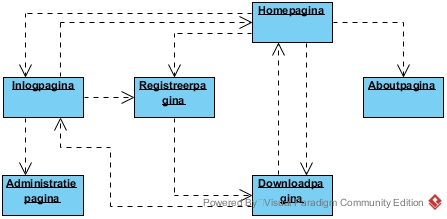 Homepagina
Inlogpagina
Registreerpa
gina
Aboutpagina
Administratie
pagina
Downloadpa
gina
Powered By Visual Paradigm Community Edition